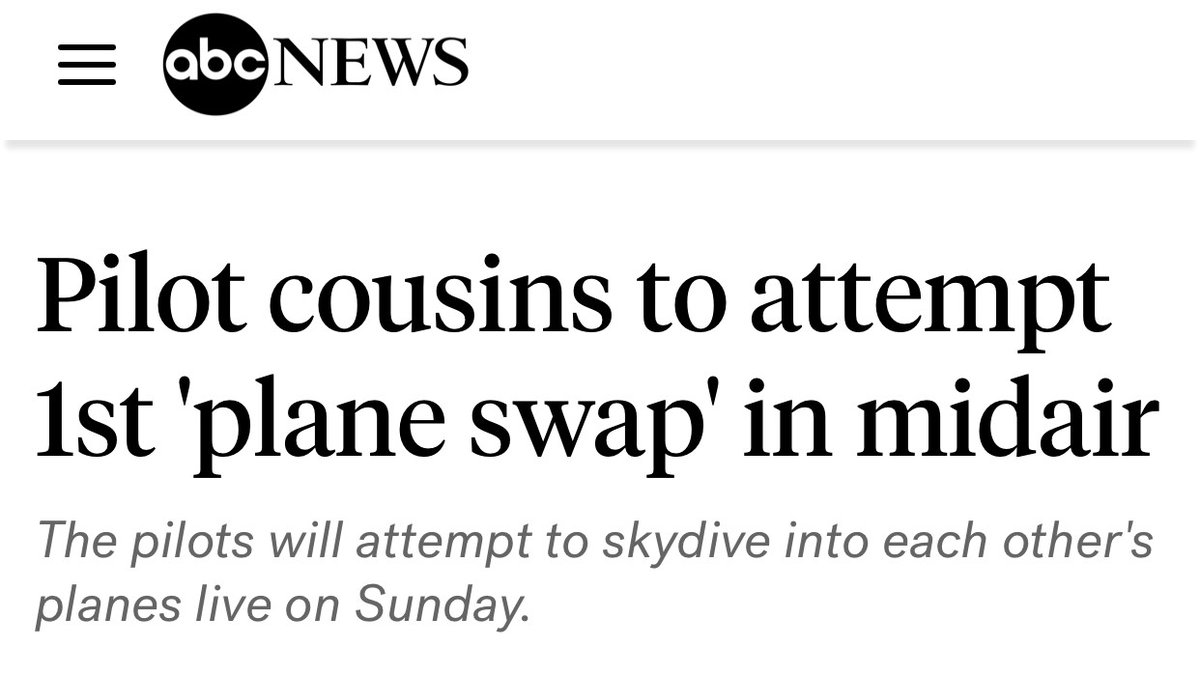 abc NEWS
Pilot cousins to attempt
1st 'plane swap' in midair
The pilots will attempt to skydive into each other's
planes live on Sunday.